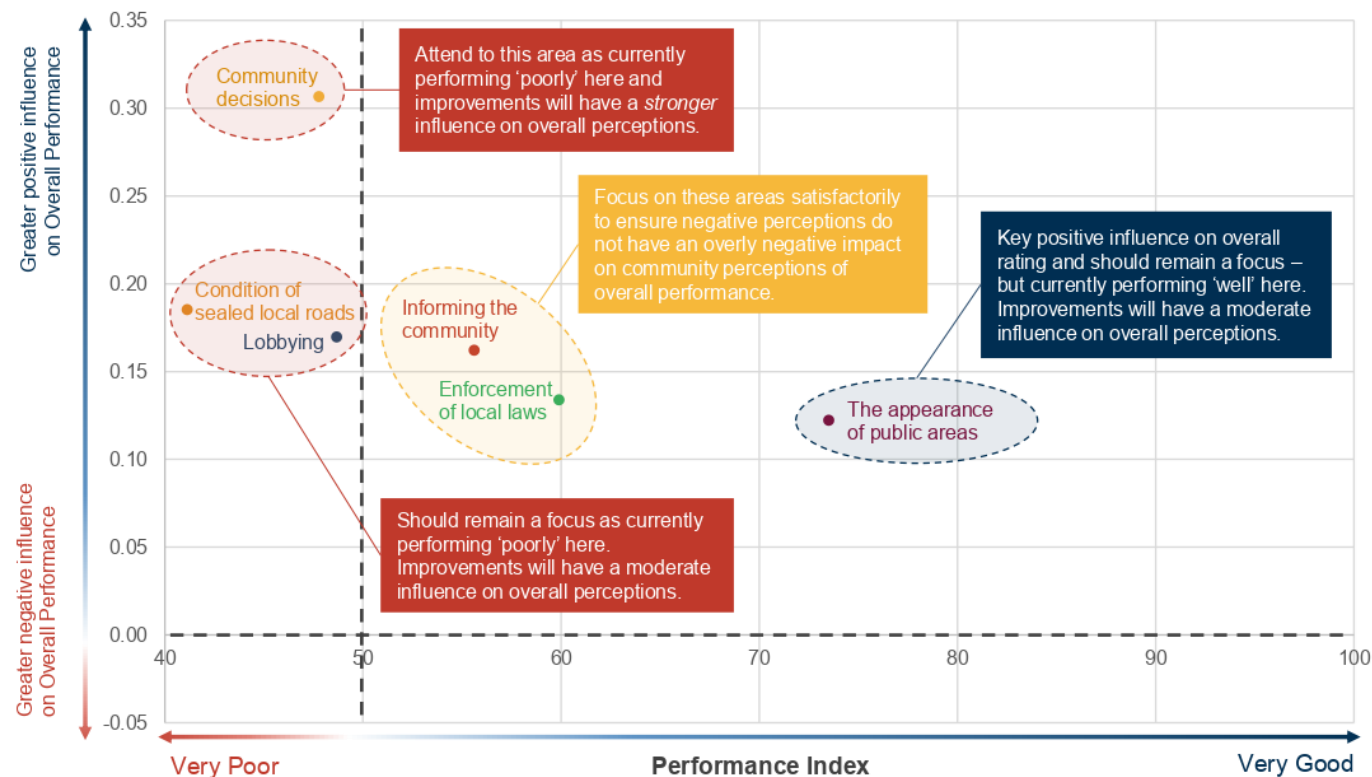 Greater positive influence
on Overall Performance
Greater negative influence
on Overall Performance
0.35
0.30
0.25
0.20
0.15
0.10
0.05
0.00
-0.05
Community
decisions
Attend to this area as currently
performing ‘poorly’ here and
improvements will have a stronger
influence on overall perceptions.
Focus on these areas satisfactorily
to ensure negative perceptions do
not have an overly negative impact
on community perceptions of
overall performance.
Key positive influence on overall
rating and should remain a focus –
but currently performing ‘well’ here.
Improvements will have a moderate
influence on overall perceptions.
Condition of
sealed local roads
Lobbying
Informing the
community
Enforcement
of local laws
The appearance
of public areas
Should remain a focus as currently
performing ‘poorly’ here.
Improvements will have a moderate
influence on overall perceptions.
40
50
60
70
80
90
100
Very Poor
Performance Index
Very Good